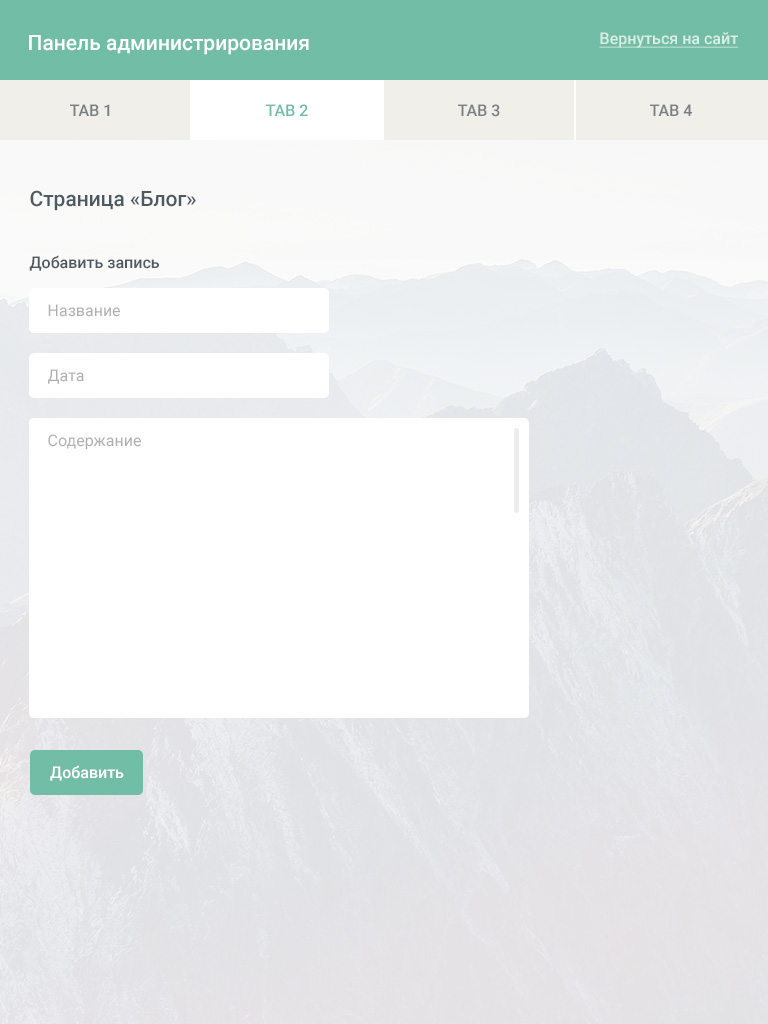 Панель администрирования
Вернуться на сайт
TAB 1
TAB 2
TAB 3
TAB 4
Страница «Блог»
Добавить запись
Название
Дата
Содержание
Добавить